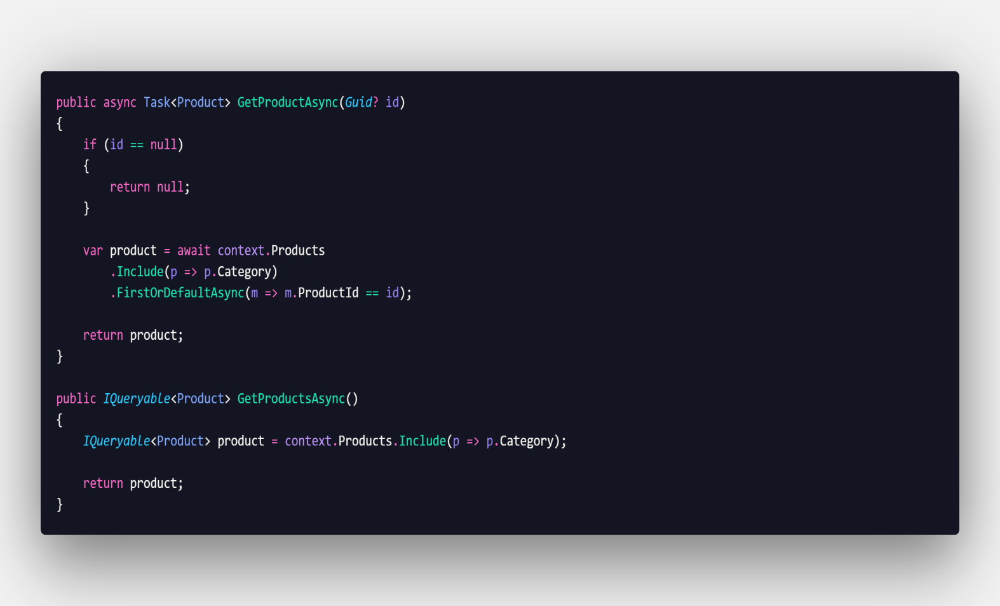 public async Task<Product> GetProductAsync(Guid? id)
{
    if (id == null)
    {
        return null;
    }

    var product = await context.Products
        .Include(p => p.Category)
        .FirstOrDefaultAsync(m => m.ProductId == id);

    return product;
}

public IQueryable<Product> GetProductsAsync()
{
    IQueryable<Product> product = context.Products.Include(p => p.Category);

    return product;
}